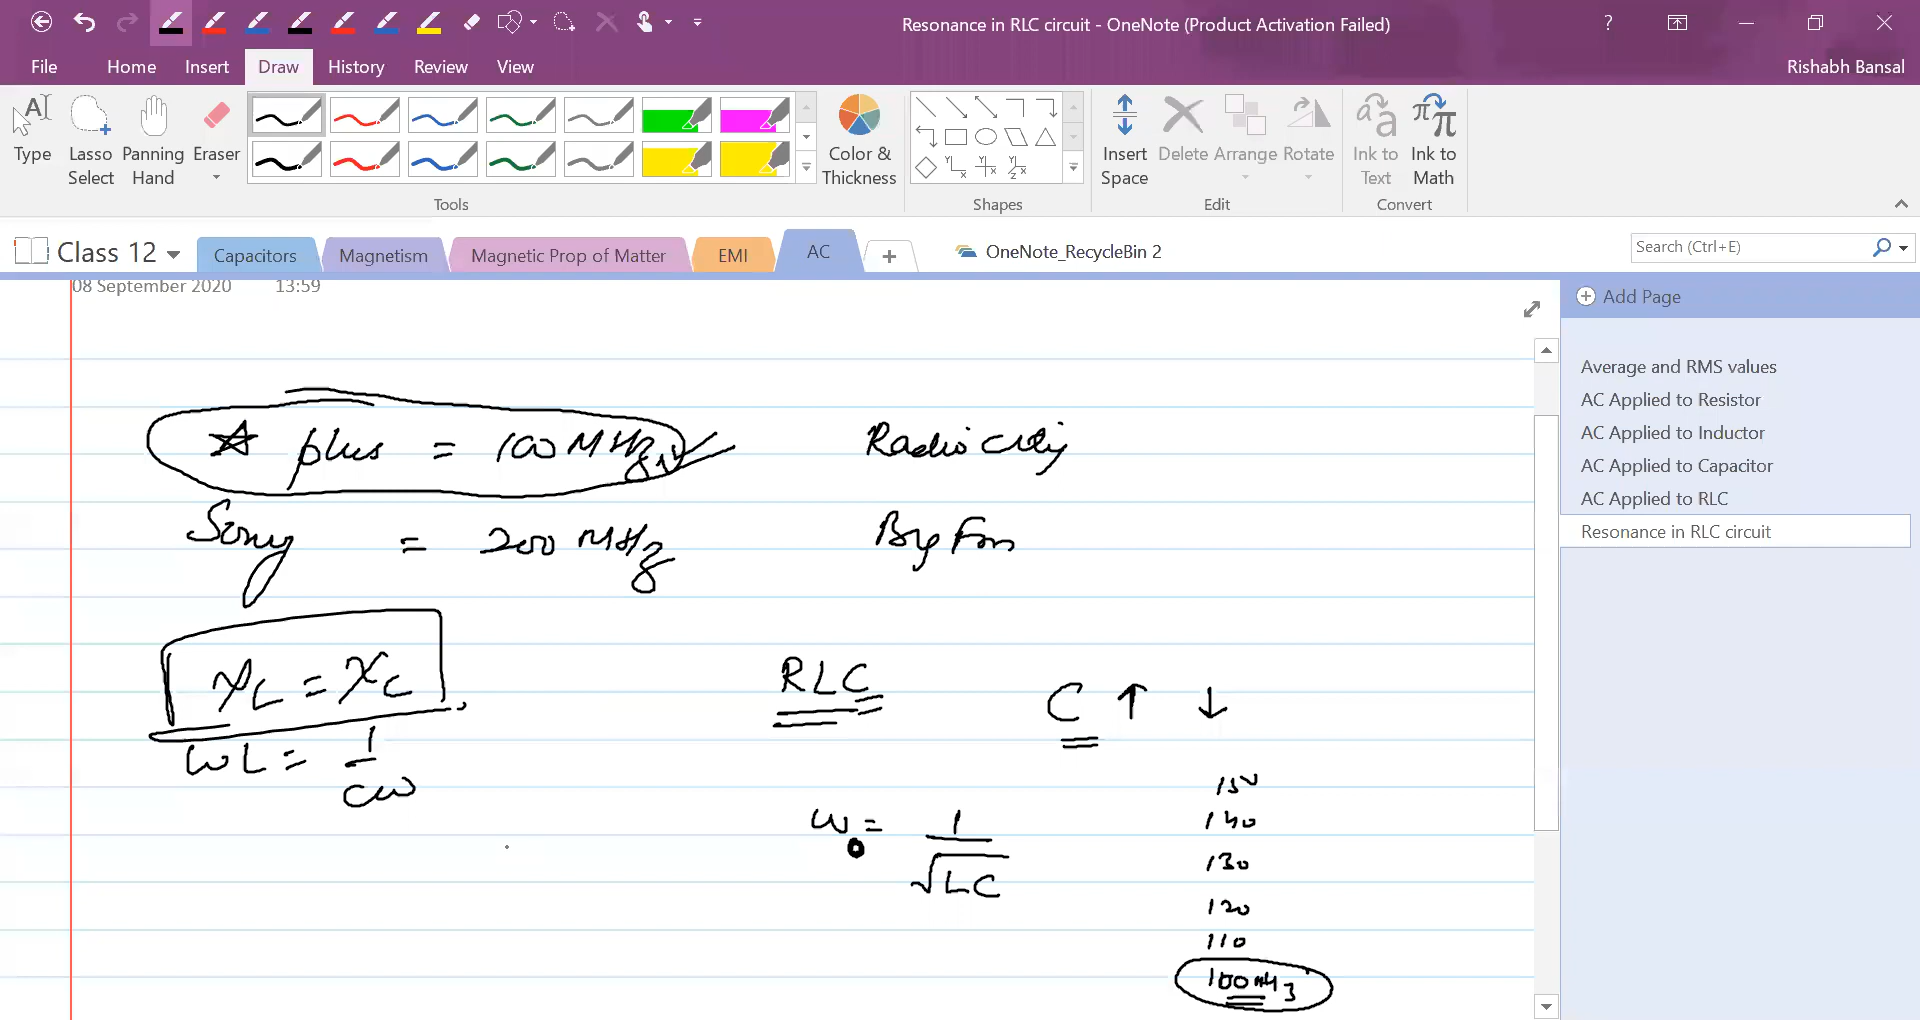 Resonance in RLC circuit - OneNote (Product Activation Failed)
?
File Home Insert Draw History Review View
Rishabh Bansal
Type
Lasso Select
Panning Hand
Eraser
Color & Thickness
Insert Space
Delete
Arrange
Rotate
Ink to Text
Ink to Math
Tools
Shapes
Edit
Convert
Class 12
Capacitors
Magnetism
Magnetic Prop of Matter
EMI
AC
OneNote_RecycleBin 2
Search (Ctrl+E)
08 September 2020 13:59
Add Page
Average and RMS values
AC Applied to Resistor
AC Applied to Inductor
AC Applied to Capacitor
AC Applied to RLC
Resonance in RLC circuit
☆ plus = 100 MHz Radio City
Sony = 200 MHz
X_L = X_C
RLC
C ↑ ↓
ωL = 1/Cω
ω₀ = 1/√LC
150
140
130
120
110
100 MHz